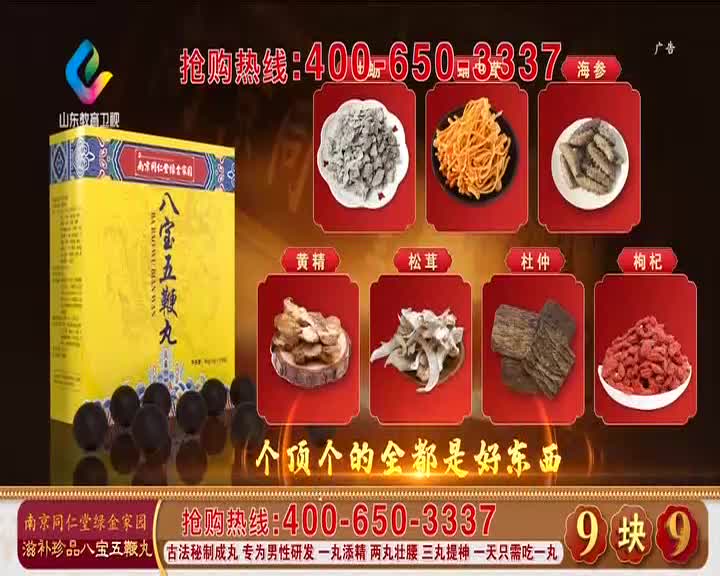 抢购热线:400-650-3337
广告
山东教育卫视
海参
南京同仁堂绿金家园
八宝五鞭丸
BA BAO WU BIAN WAN
黄精
松茸
杜仲
枸杞
个顶个的全都是好东西
南京同仁堂绿金家园
滋补珍品八宝五鞭丸
抢购热线:400-650-3337
古法秘制成丸 专为男性研发 一丸添精 两丸壮腰 三丸提神 一天只需吃一丸
9块9